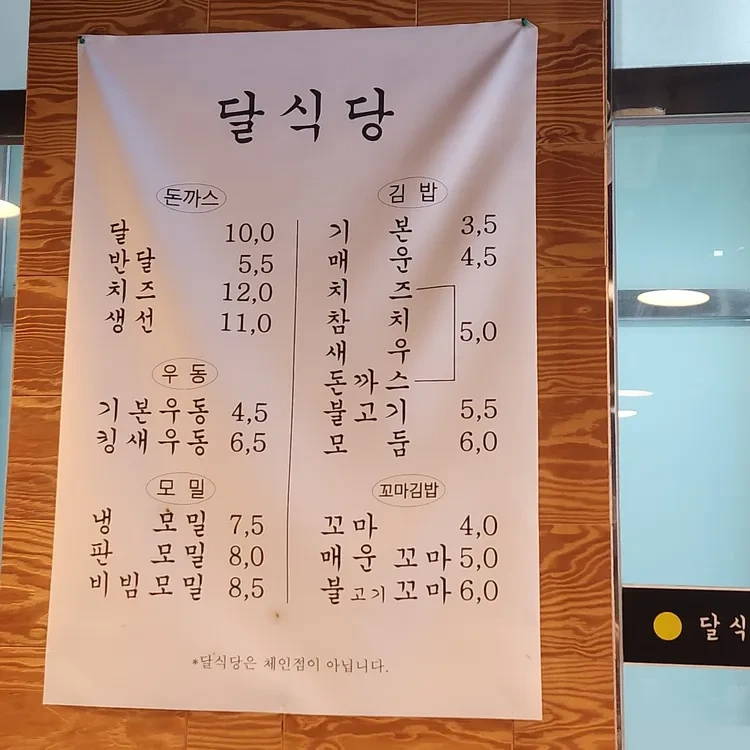 달식당
돈까스
달 10,0
반달 5,5
치즈 12,0
생선 11,0
우동
기본우동 4,5
킹새우동 6,5
모밀
냉 모밀 7,5
판 모밀 8,0
비빔모밀 8,5
김밥
기본 3,5
매운 4,5
치즈
참치
새우
돈까스
5,0
불고기 5,5
모둠 6,0
꼬마김밥
꼬마 4,0
매운 꼬마 5,0
불고기 꼬마 6,0
*달식당은 체인점이 아닙니다.
달식